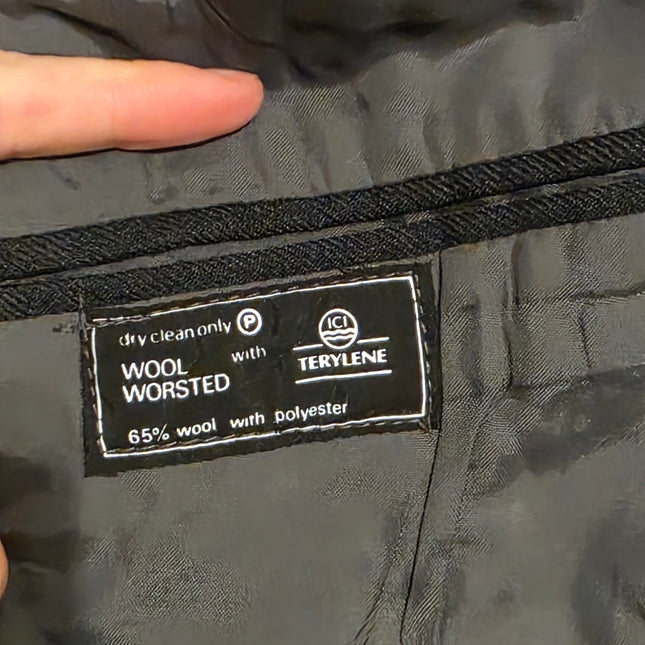 dry clean only P
WOOL with
WORSTED
ICI
TERYLENE
65% wool with polyester